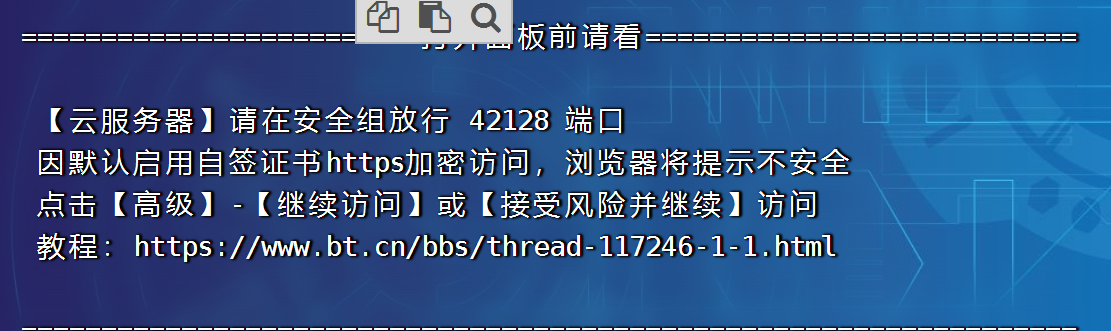 ========================打开面板前请看===========================
【云服务器】请在安全组放行 42128 端口
因默认启用自签证书https加密访问，浏览器将提示不安全
点击【高级】-【继续访问】或【接受风险并继续】访问
教程：https://www.bt.cn/bbs/thread-117246-1-1.html
==================================================================